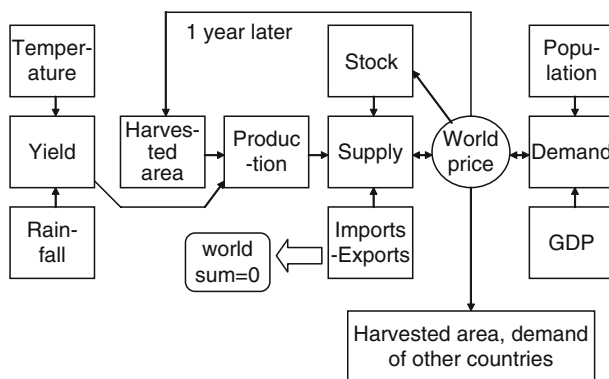 1 year later
Temper-
ature
Stock
Popu-
lation
Yield
Harves-
ted
area
Produc
-tion
Supply
World
price
Demand
Rain-
fall
world
sum=0
Imports
-Exports
GDP
Harvested area, demand
of other countries